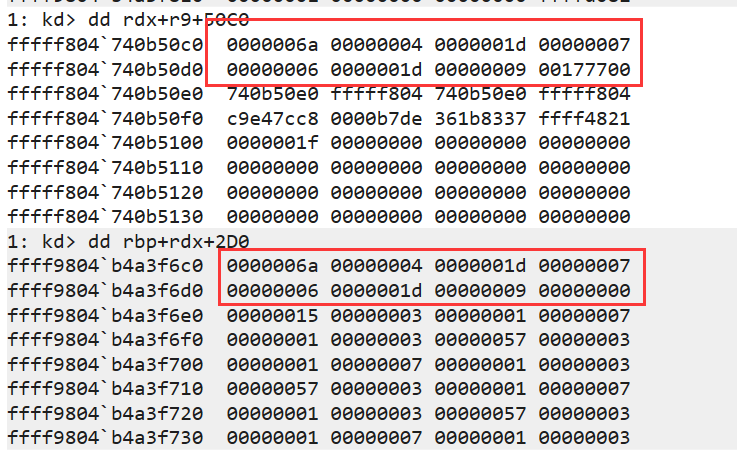 1: kd> dd rdx+r9+50C0
fffff804`740b50c0 0000006a 00000004 0000001d 00000007
fffff804`740b50d0 00000006 0000001d 00000009 00177700
fffff804`740b50e0 740b50e0 fffff804 740b50e0 fffff804
fffff804`740b50f0 c9e47cc8 0000b7de 361b8337 ffff4821
fffff804`740b5100 0000001f 00000000 00000000 00000000
fffff804`740b5110 00000000 00000000 00000000 00000000
fffff804`740b5120 00000000 00000000 00000000 00000000
fffff804`740b5130 00000000 00000000 00000000 00000000
1: kd> dd rbp+rdx+2D0
ffff9804`b4a3f6c0 0000006a 00000004 0000001d 00000007
ffff9804`b4a3f6d0 00000006 0000001d 00000009 00000000
ffff9804`b4a3f6e0 00000015 00000003 00000001 00000007
ffff9804`b4a3f6f0 00000001 00000003 00000057 00000003
ffff9804`b4a3f700 00000001 00000007 00000001 00000003
ffff9804`b4a3f710 00000057 00000003 00000001 00000007
ffff9804`b4a3f720 00000001 00000003 00000057 00000003
ffff9804`b4a3f730 00000001 00000007 00000001 00000003